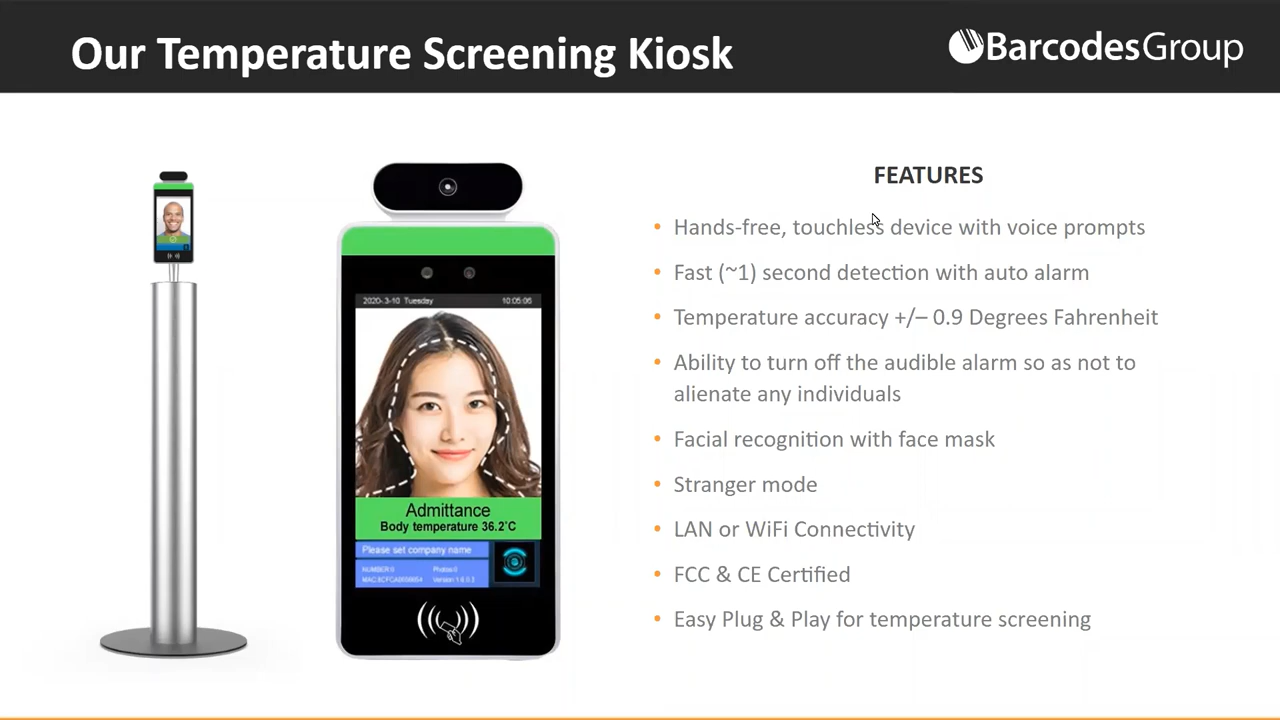 Our Temperature Screening Kiosk
BarcodesGroup
FEATURES
• Hands-free, touchless device with voice prompts
• Fast (~1) second detection with auto alarm
• Temperature accuracy +/– 0.9 Degrees Fahrenheit
• Ability to turn off the audible alarm so as not to
alienate any individuals
• Facial recognition with face mask
• Stranger mode
• LAN or WiFi Connectivity
• FCC & CE Certified
• Easy Plug & Play for temperature screening
2020-.3-10 Tuesday 10:05:06
Admittance
Body temperature 36.2°C
Please set company name
NUMBER:0 Photos:0